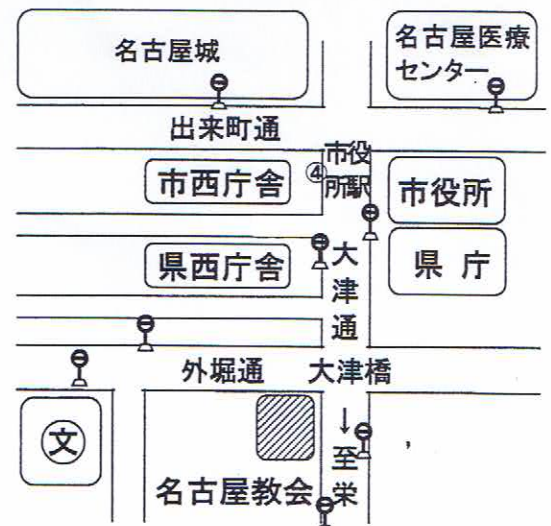 名古屋城
名古屋医療
センター
出来町通
市役
所駅
④
市西庁舎
市役所
県西庁舎
県庁
大津通
外堀通
大津橋
文
↓至栄
名古屋教会